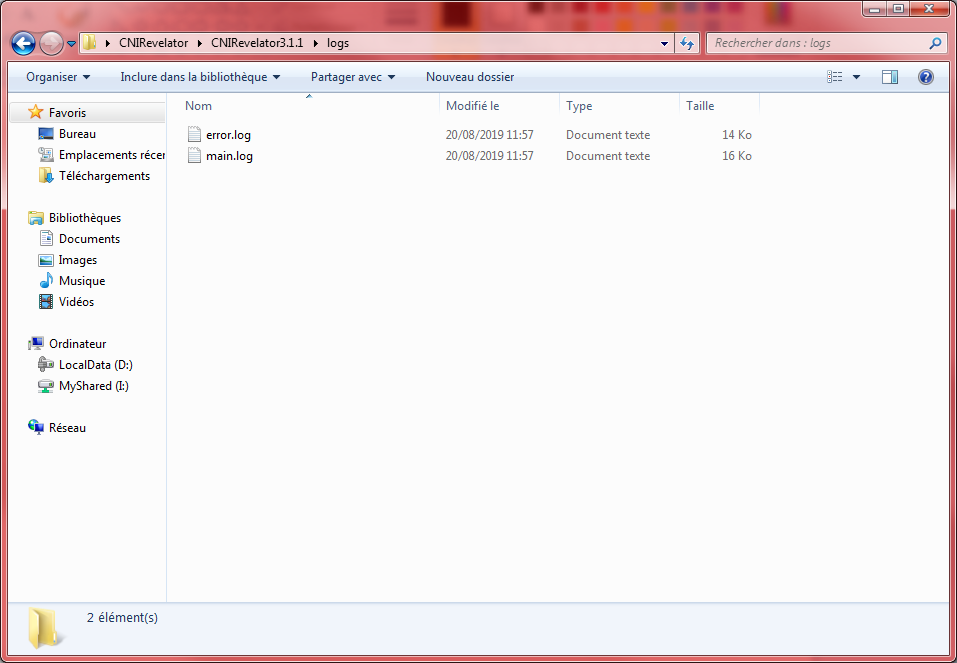 CNIRevelator CNIRevelator3.1.1 logs
Rechercher dans : logs
Organiser Inclure dans la bibliothèque Partager avec Nouveau dossier
Nom Modifié le Type Taille
error.log 20/08/2019 11:57 Document texte 14 Ko
main.log 20/08/2019 11:57 Document texte 16 Ko
Favoris
Bureau
Emplacements récer
Téléchargements
Bibliothèques
Documents
Images
Musique
Vidéos
Ordinateur
LocalData (D:)
MyShared (I:)
Réseau
2 élément(s)